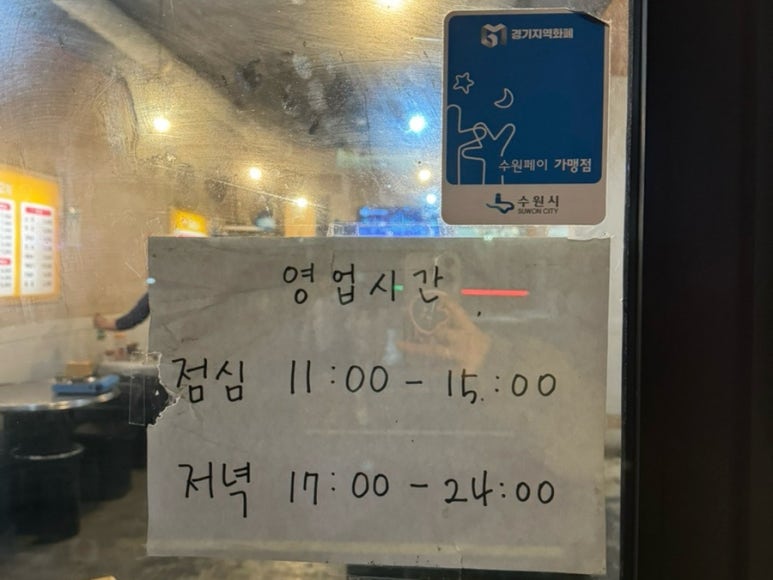 경기지역화폐
수원페이 가맹점
수원시
SUWON CITY
영업시간
점심 11:00 - 15:00
저녁 17:00 - 24:00